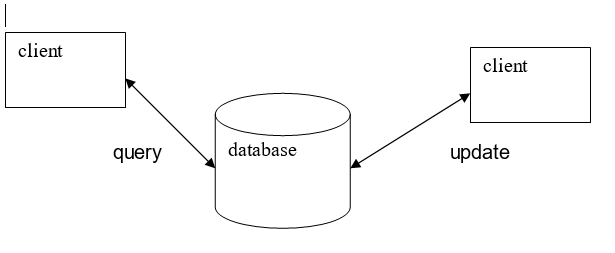 client
client
database
query
update